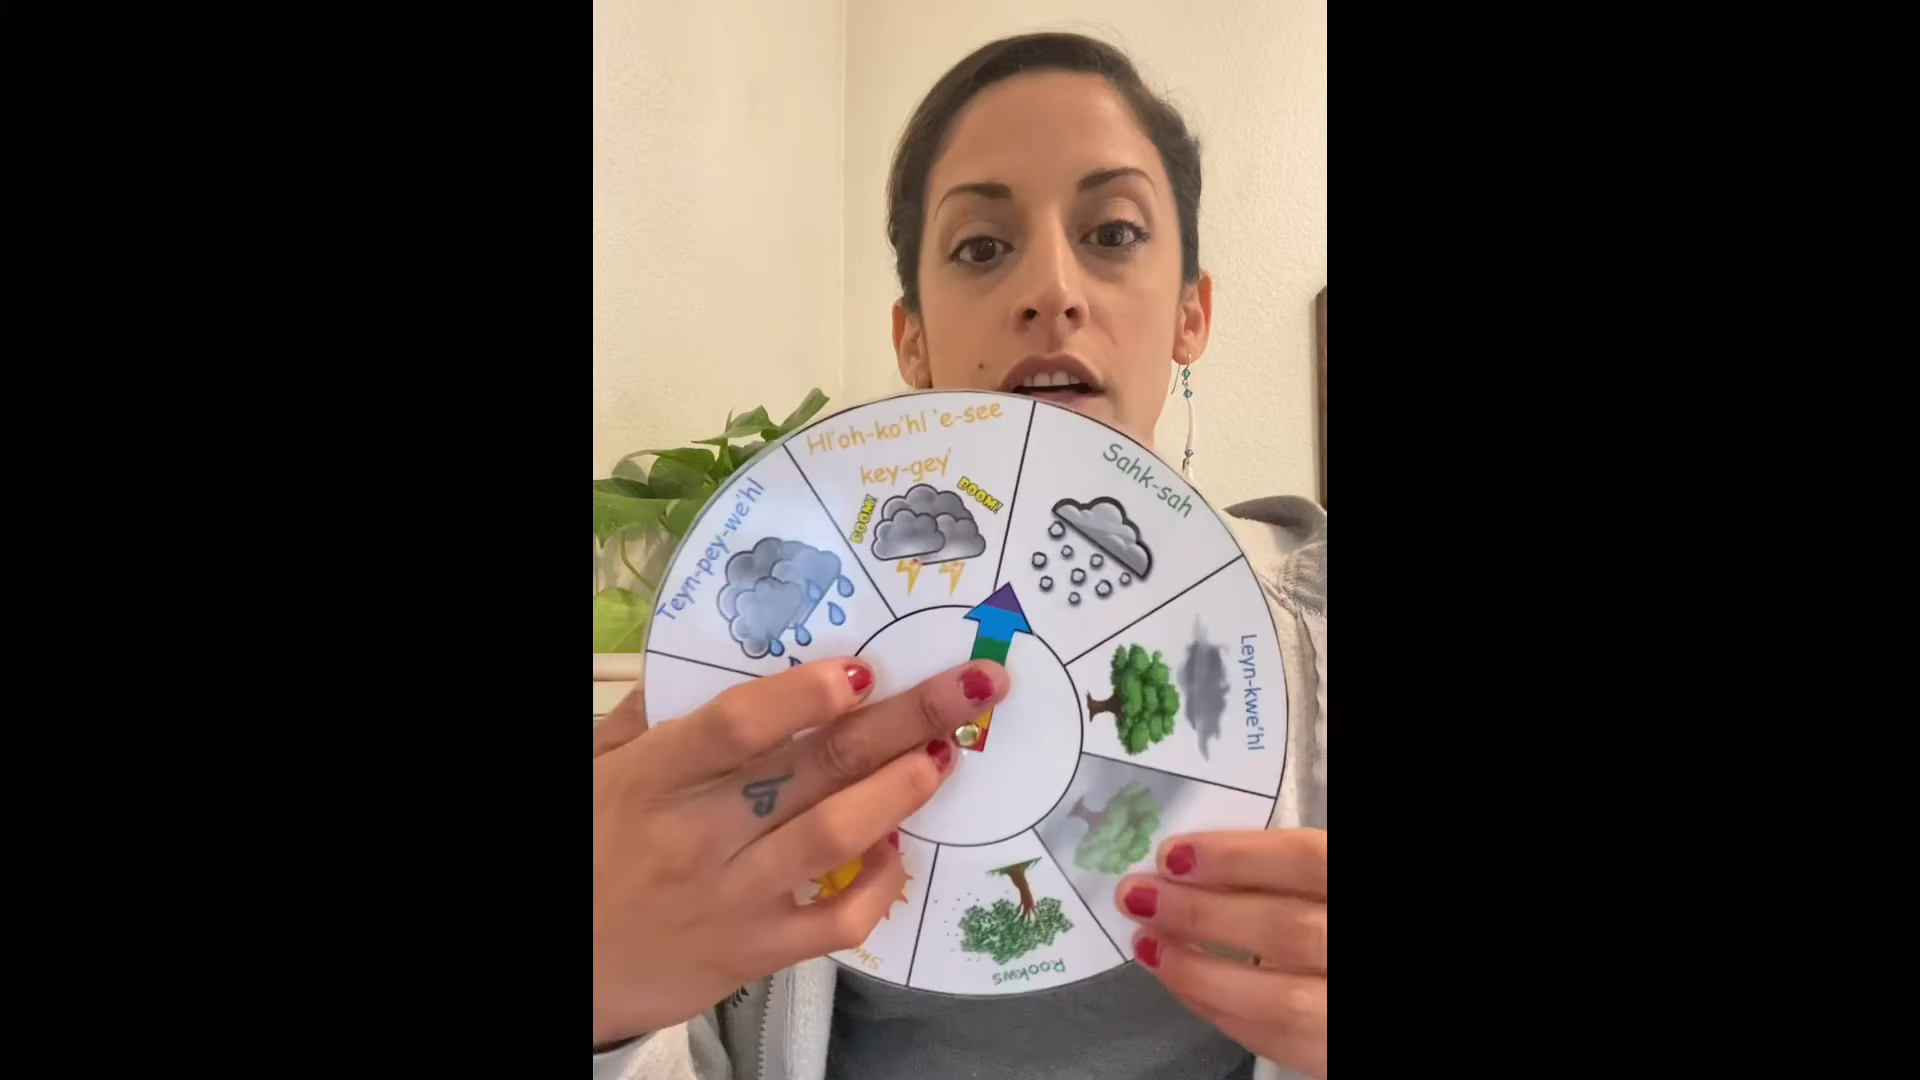 Teyn-pey-we'hl
Hl'oh-ko'hl 'e-see
key-gey'
BOOM!
BOOM!
Sahk-sah
Leyn-kwe'hl
Rookws